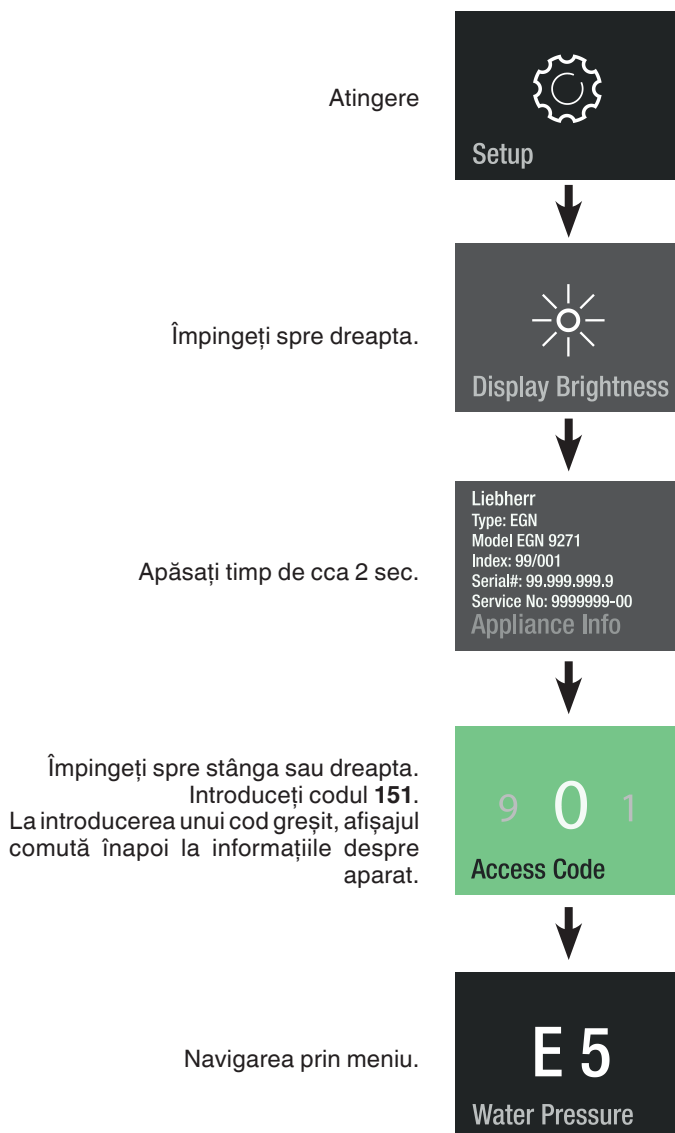 Atingere
Setup
Împingeți spre dreapta.
Display Brightness
Apăsați timp de cca 2 sec.
Liebherr
Type: EGN
Model EGN 9271
Index: 99/001
Serial#: 99.999.999.9
Service No: 9999999-00
Appliance Info
Împingeți spre stânga sau dreapta.
Introduceți codul 151.
La introducerea unui cod greșit, afișajul
comută înapoi la informațiile despre
aparat.
9 0 1
Access Code
Navigarea prin meniu.
E 5
Water Pressure